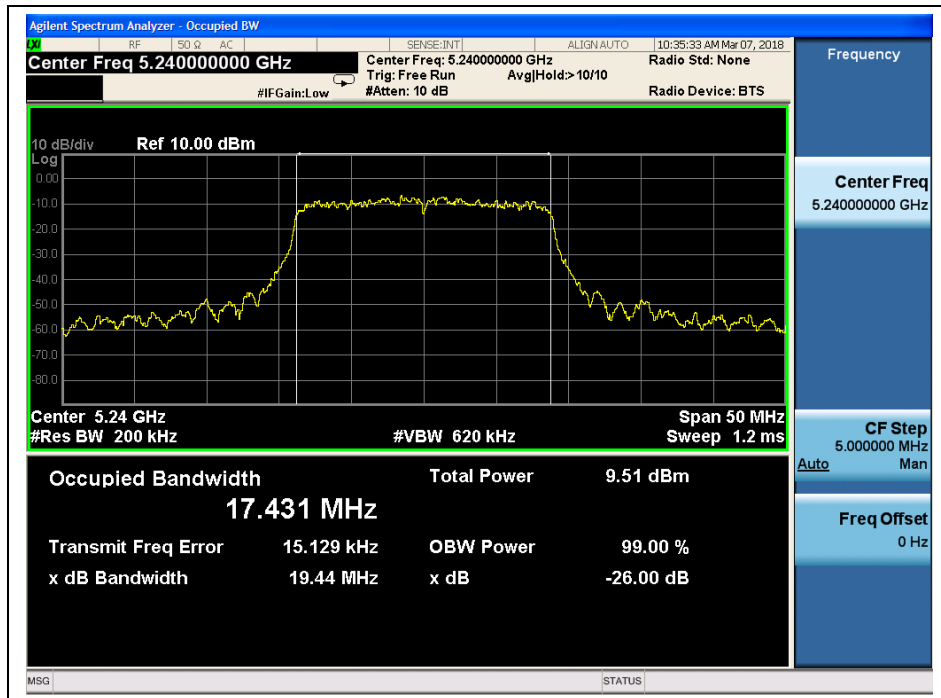 Agilent Spectrum Analyzer - Occupied BW
LXI RF 50 Ω AC SENSE:INT ALIGN AUTO 10:35:33 AM Mar 07, 2018
Center Freq 5.240000000 GHz
Center Freq: 5.240000000 GHz
Radio Std: None
Trig: Free Run Avg|Hold:>10/10
#IFGain:Low
#Atten: 10 dB
Radio Device: BTS
10 dB/div Ref 10.00 dBm
Log
0.00
-10.0
-20.0
-30.0
-40.0
-50.0
-60.0
-70.0
-80.0
Center 5.24 GHz Span 50 MHz
#Res BW 200 kHz #VBW 620 kHz Sweep 1.2 ms
Occupied Bandwidth Total Power 9.51 dBm
17.431 MHz
Transmit Freq Error 15.129 kHz OBW Power 99.00 %
x dB Bandwidth 19.44 MHz x dB -26.00 dB
Frequency
Center Freq
5.240000000 GHz
CF Step
5.000000 MHz
Auto Man
Freq Offset
0 Hz
MSG STATUS